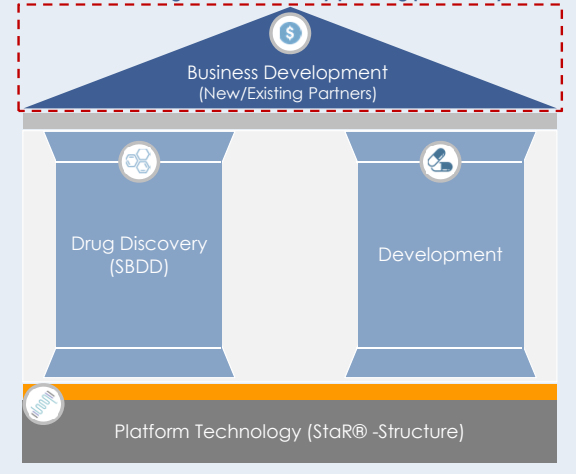 $
Business Development
(New/Existing Partners)
Drug Discovery
(SBDD)
Development
Platform Technology (StaR® -Structure)